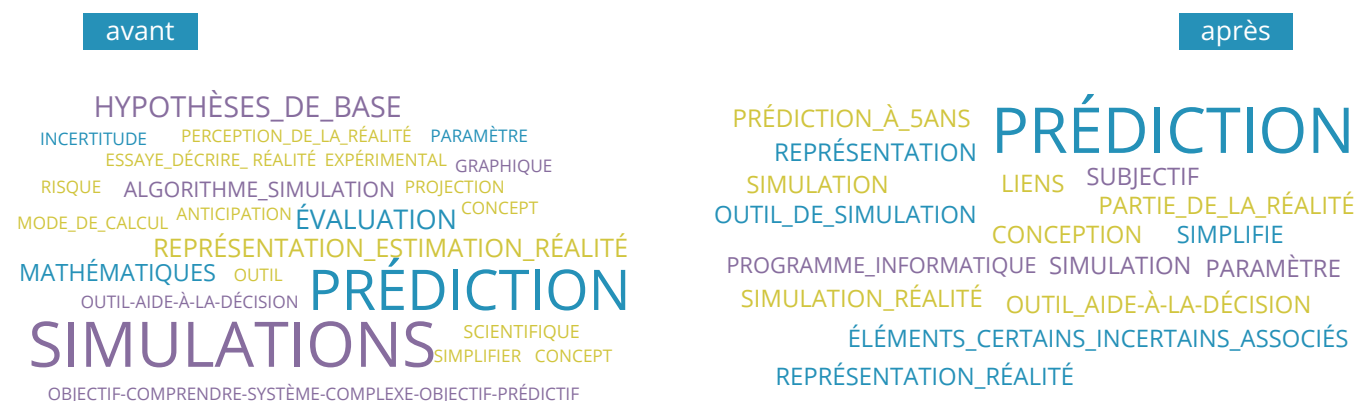 avant
HYPOTHÈSES_DE_BASE
INCERTITUDE PERCEPTION_DE_LA_RÉALITÉ PARAMÈTRE
ESSAYE_DÉCRIRE_ RÉALITÉ EXPÉRIMENTAL GRAPHIQUE
RISQUE ALGORITHME_SIMULATION PROJECTION
MODE_DE_CALCUL ANTICIPATION ÉVALUATION CONCEPT
REPRÉSENTATION_ESTIMATION_RÉALITÉ
MATHÉMATIQUES OUTIL PRÉDICTION
OUTIL-AIDE-À-LA-DÉCISION
SIMULATIONS SCIENTIFIQUE
SIMPLIFIER CONCEPT
OBJECTIF-COMPRENDRE-SYSTÈME-COMPLEXE-OBJECTIF-PRÉDICTIF
après
PRÉDICTION_À_5ANS PRÉDICTION
REPRÉSENTATION
SIMULATION LIENS SUBJECTIF
OUTIL_DE_SIMULATION PARTIE_DE_LA_RÉALITÉ
CONCEPTION SIMPLIFIE
PROGRAMME_INFORMATIQUE SIMULATION PARAMÈTRE
SIMULATION_RÉALITÉ OUTIL_AIDE-À-LA-DÉCISION
ÉLÉMENTS_CERTAINS_INCERTAINS_ASSOCIÉS
REPRÉSENTATION_RÉALITÉ